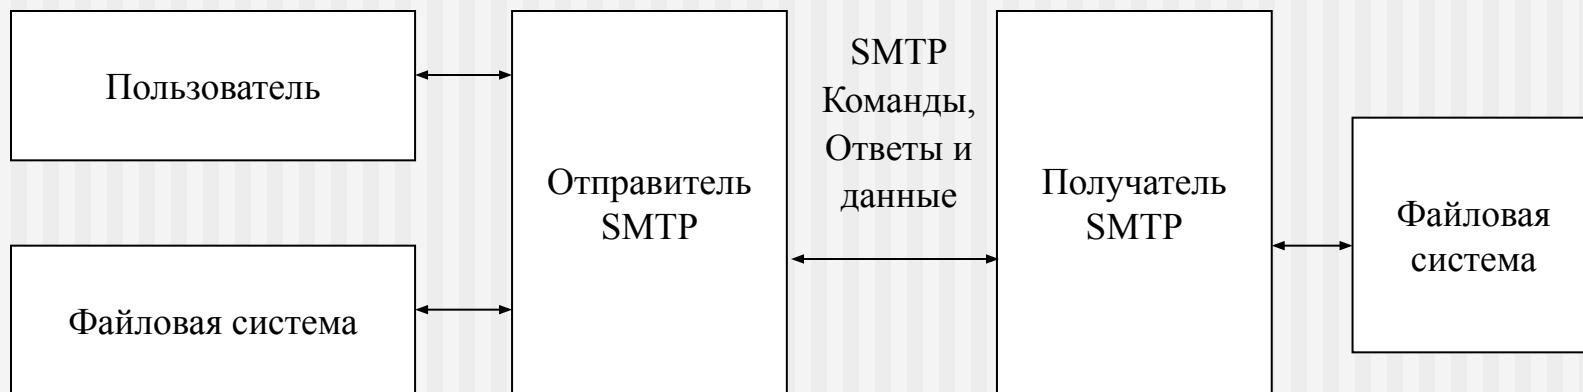 Пользователь
Файловая система
Отправитель
SMTP
SMTP
Команды,
Ответы и
данные
Получатель
SMTP
Файловая
система